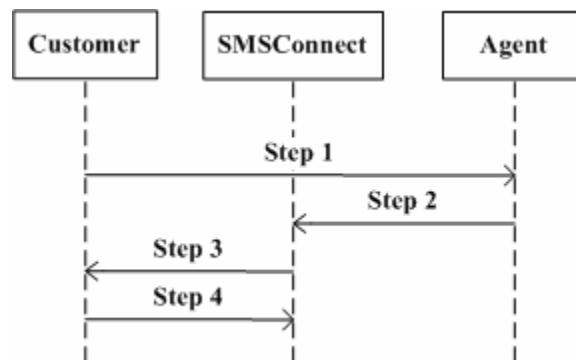 Customer
SMSConnect
Agent
Step 1
Step 2
Step 3
Step 4